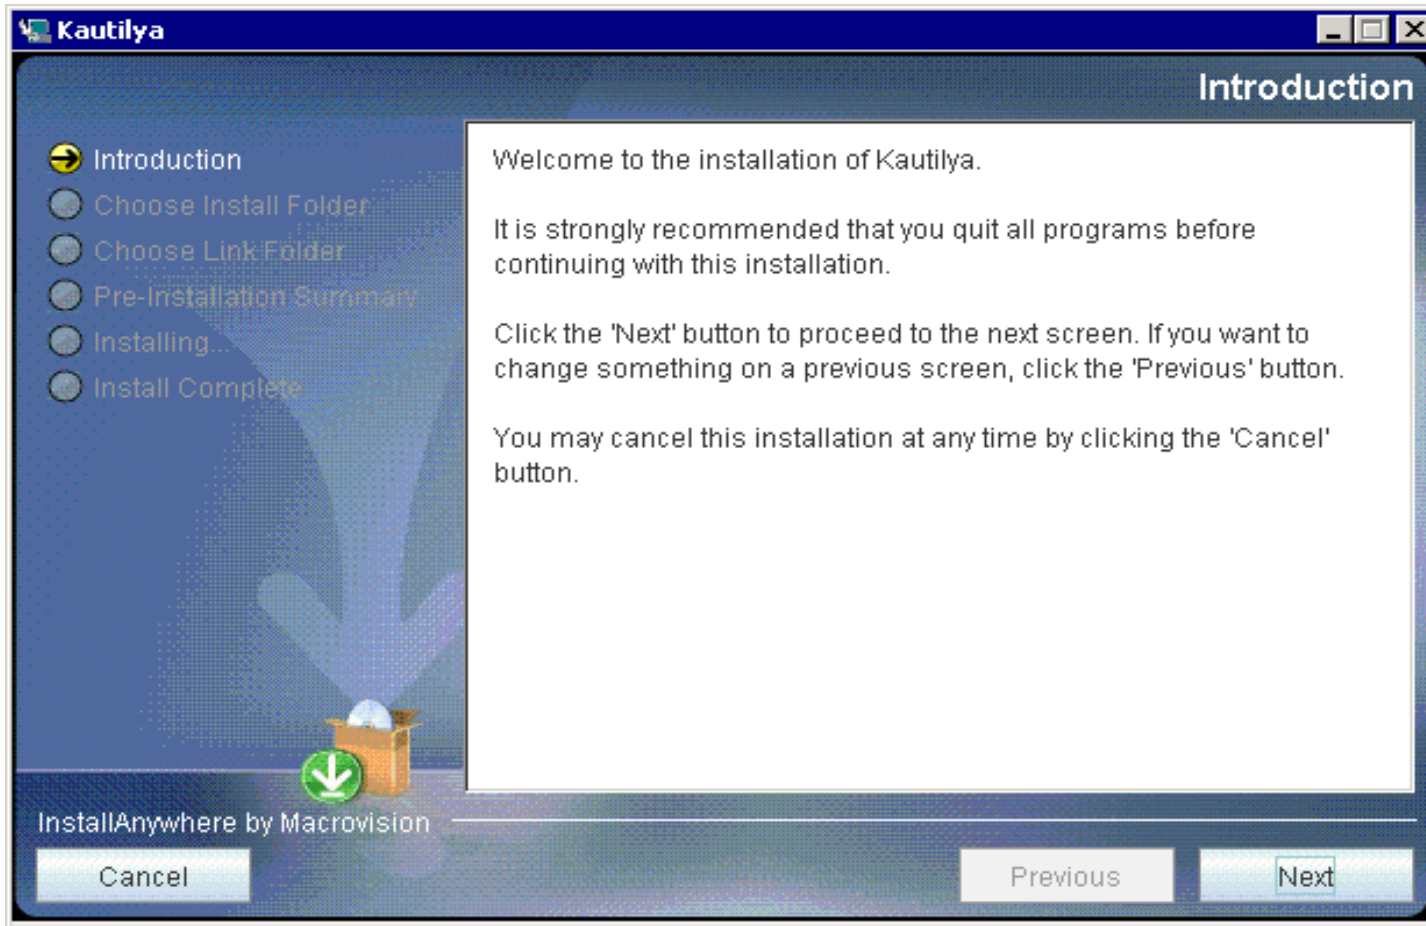 Kautilya
Introduction
Introduction
Choose Install Folder
Choose Link Folder
Pre-Installation Summary
Installing...
Install Complete
Welcome to the installation of Kautilya.
It is strongly recommended that you quit all programs before
continuing with this installation.
Click the 'Next' button to proceed to the next screen. If you want to
change something on a previous screen, click the 'Previous' button.
You may cancel this installation at any time by clicking the 'Cancel'
button.
InstallAnywhere by Macrovision
Cancel
Previous
Next